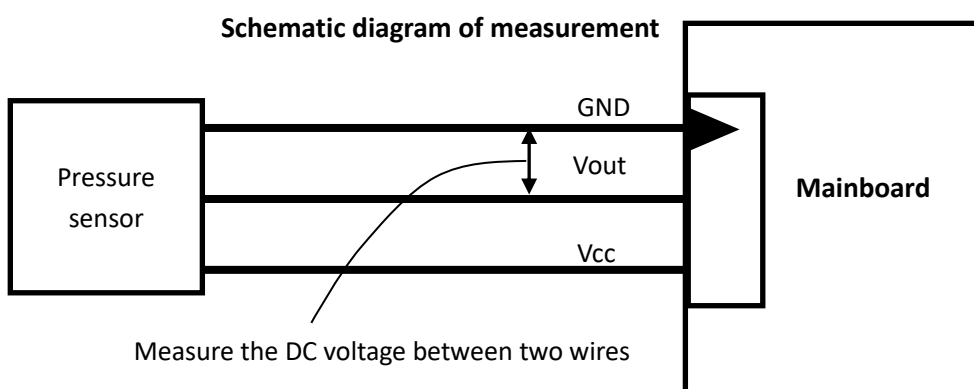 Schematic diagram of measurement
GND
Vout
Pressure
sensor
Mainboard
Vcc
Measure the DC voltage between two wires